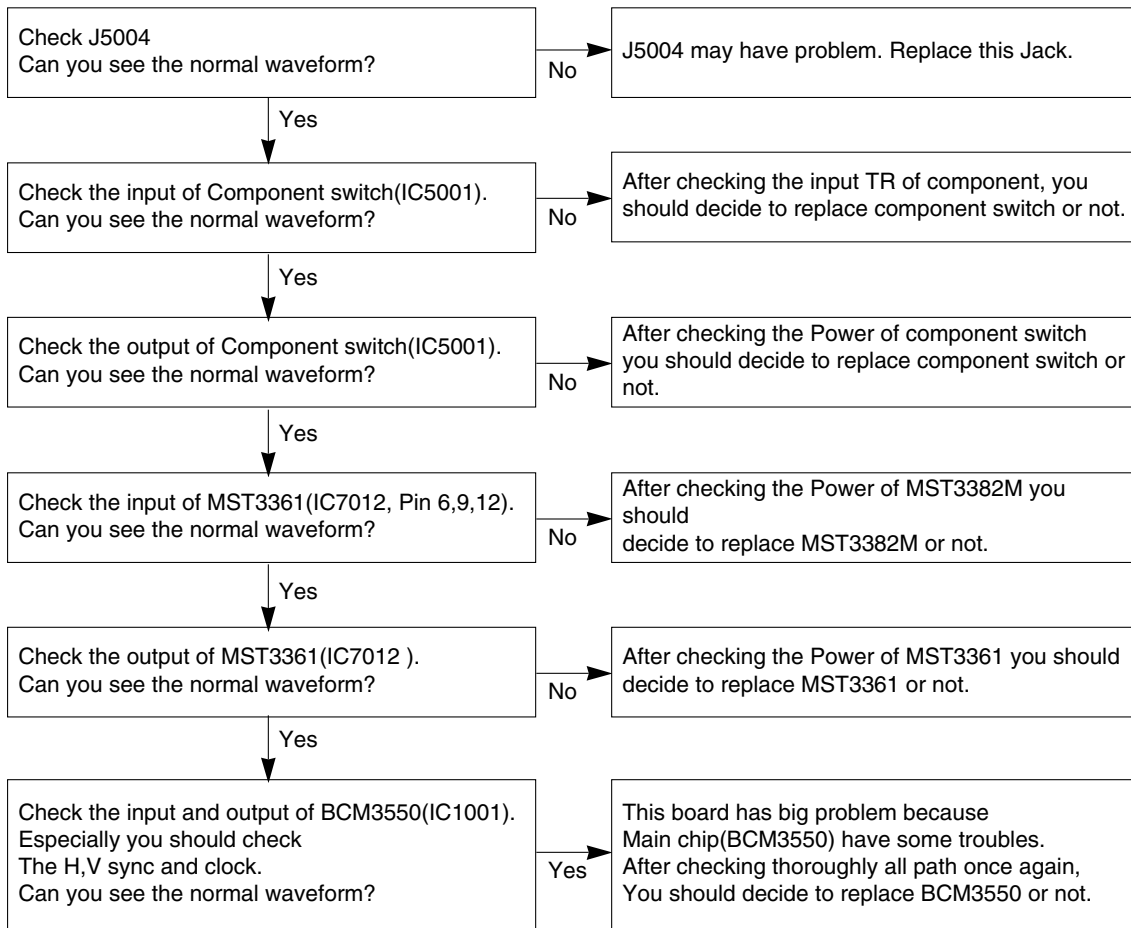 Check J5004
Can you see the normal waveform?
No
J5004 may have problem. Replace this Jack.
Yes
Check the input of Component switch(IC5001).
Can you see the normal waveform?
No
After checking the input TR of component, you
should decide to replace component switch or not.
Yes
Check the output of Component switch(IC5001).
Can you see the normal waveform?
No
After checking the Power of component switch
you should decide to replace component switch or
not.
Yes
Check the input of MST3361(IC7012, Pin 6,9,12).
Can you see the normal waveform?
No
After checking the Power of MST3382M you
should
decide to replace MST3382M or not.
Yes
Check the output of MST3361(IC7012 ).
Can you see the normal waveform?
No
After checking the Power of MST3361 you should
decide to replace MST3361 or not.
Yes
Check the input and output of BCM3550(IC1001).
Especially you should check
The H,V sync and clock.
Can you see the normal waveform?
Yes
This board has big problem because
Main chip(BCM3550) have some troubles.
After checking thoroughly all path once again,
You should decide to replace BCM3550 or not.